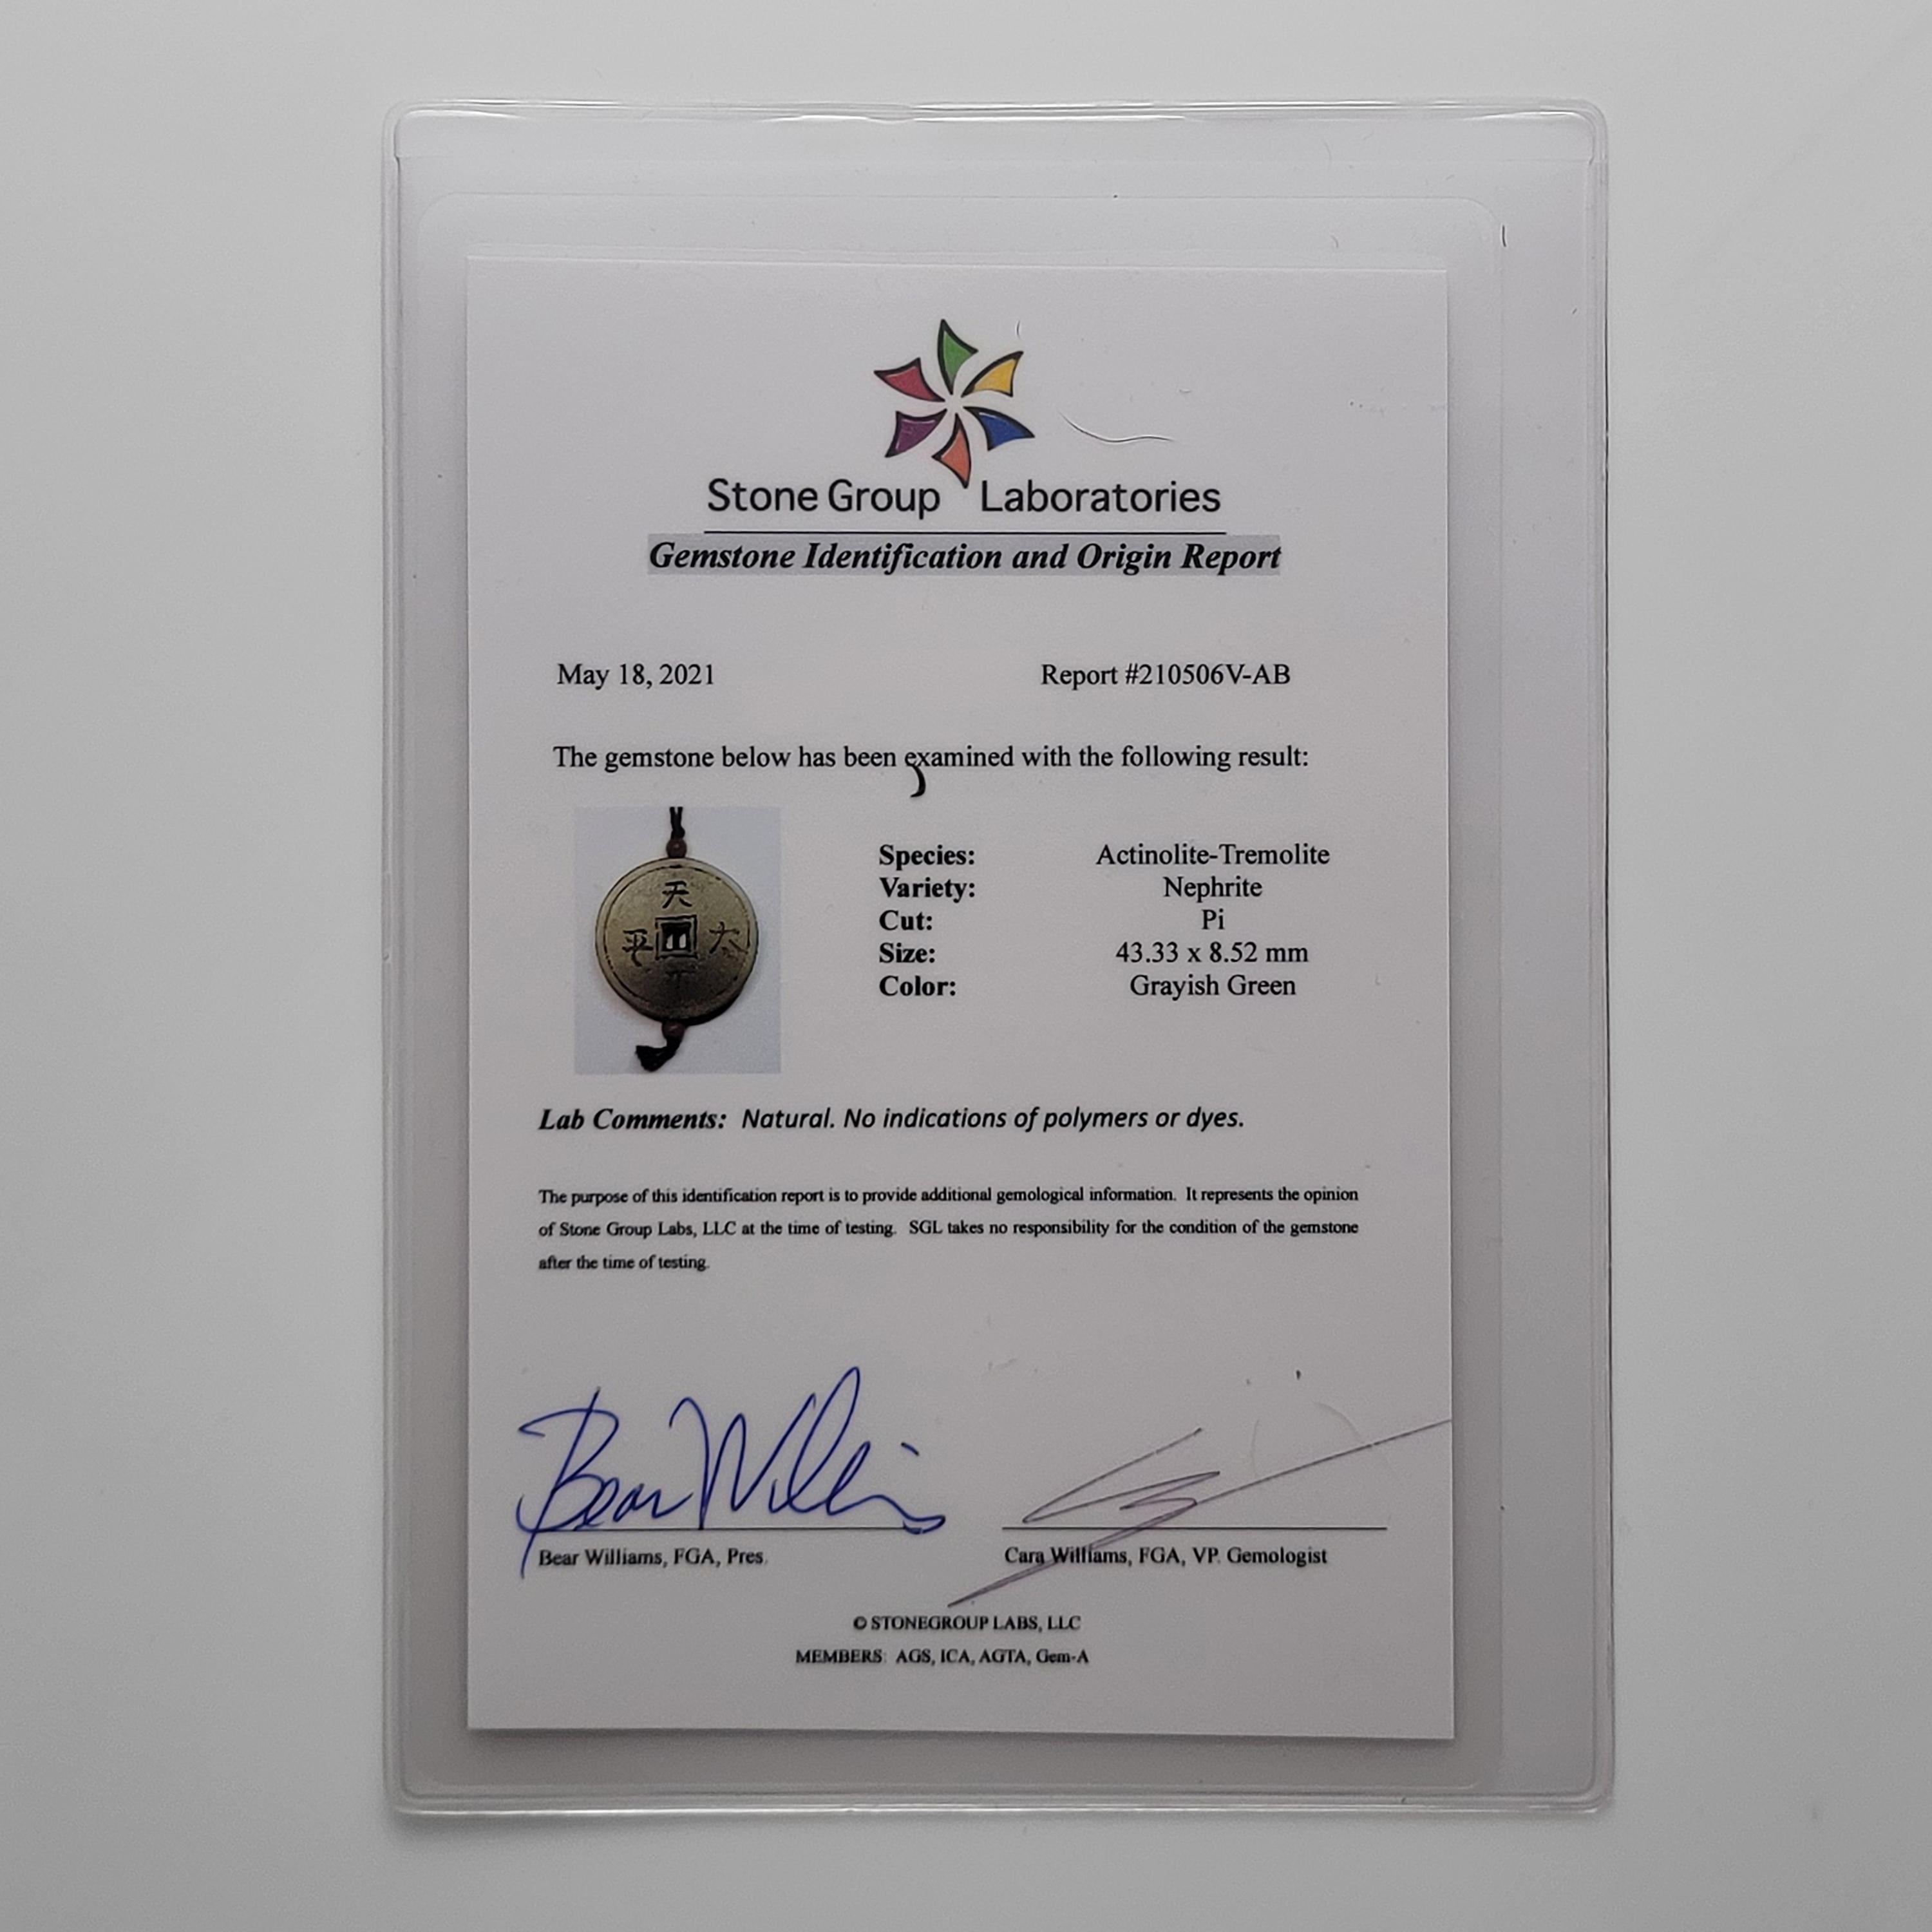 Stone Group Laboratories
Gemstone Identification and Origin Report
May 18, 2021 Report #210506V-AB
The gemstone below has been examined with the following result:
天
平 太
下
Species: Actinolite-Tremolite
Variety: Nephrite
Cut: Pi
Size: 43.33 x 8.52 mm
Color: Grayish Green
Lab Comments: Natural. No indications of polymers or dyes.
The purpose of this identification report is to provide additional gemological information. It represents the opinion
of Stone Group Labs, LLC at the time of testing. SGL takes no responsibility for the condition of the gemstone
after the time of testing.
Bear Williams
Bear Williams, FGA, Pres.
Cara Williams, FGA, VP. Gemologist
© STONEGROUP LABS, LLC
MEMBERS: AGS, ICA, AGTA, Gem-A